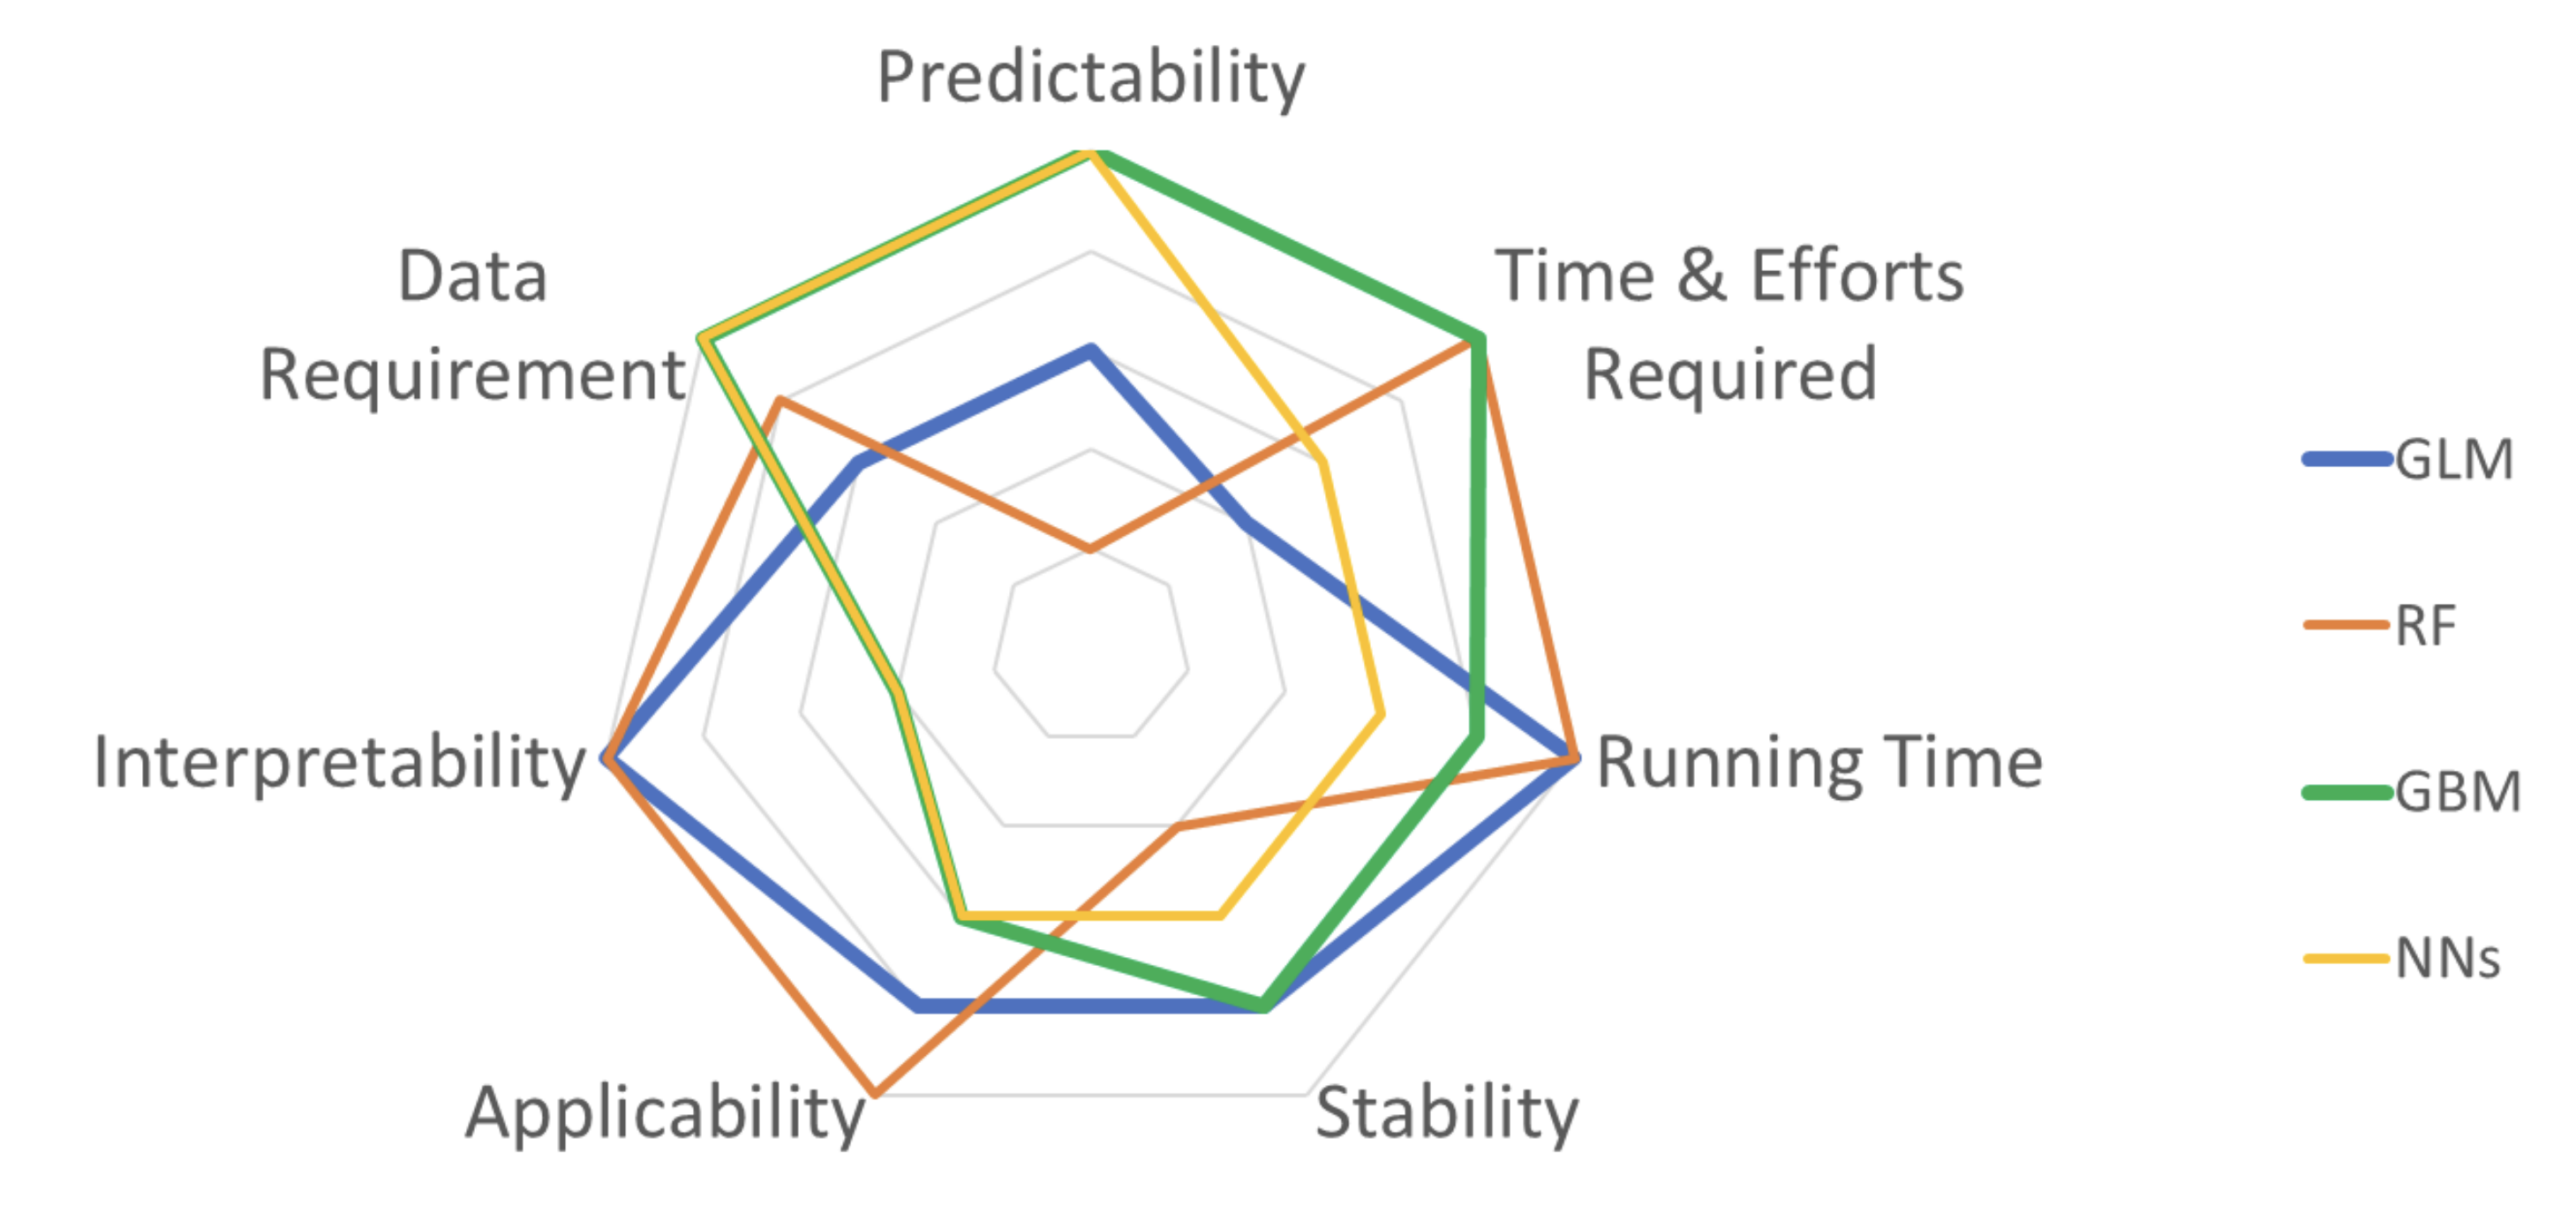 Predictability
Time & Efforts
Required
Running Time
Stability
Applicability
Interpretability
Data
Requirement
GLM
RF
GBM
NNs